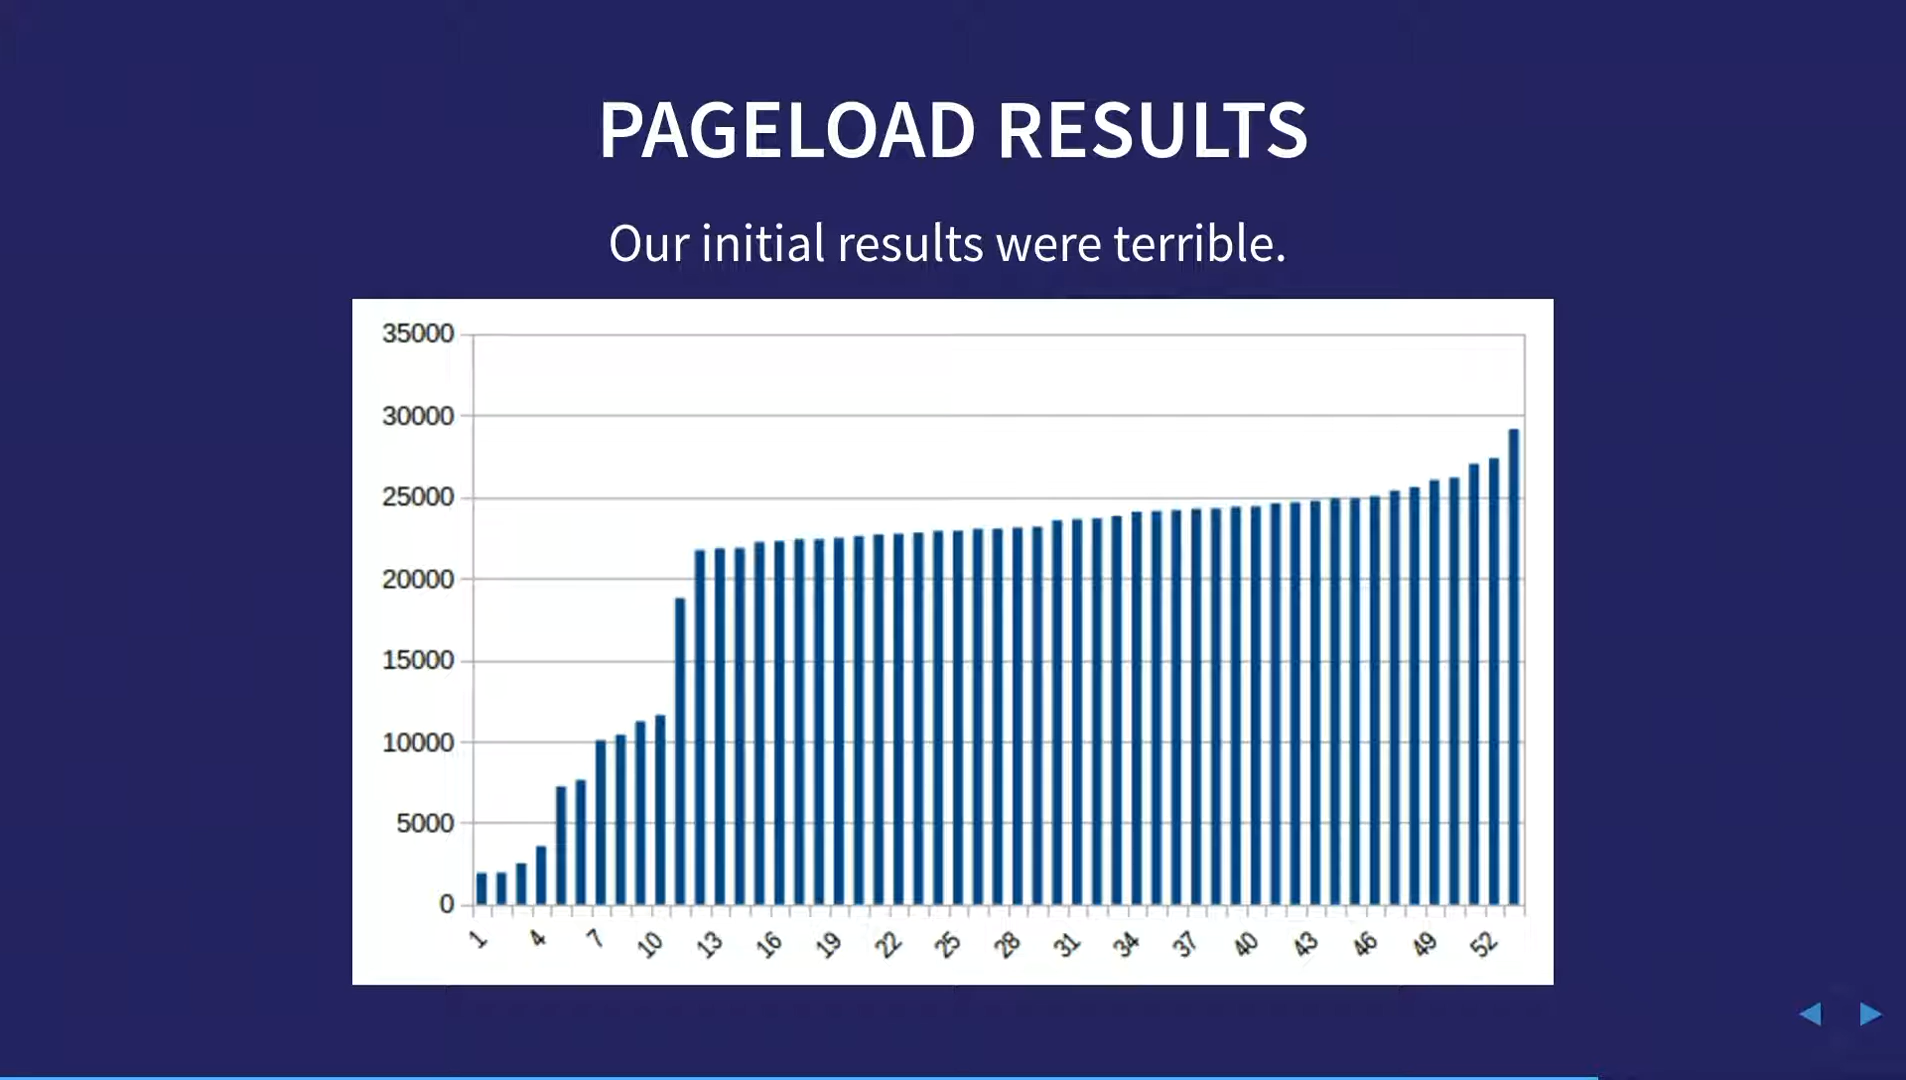 PAGELOAD RESULTS
Our initial results were terrible.
35000
30000
25000
20000
15000
10000
5000
0
1 4 7 10 13 16 19 22 25 28 31 34 37 40 43 46 49 52